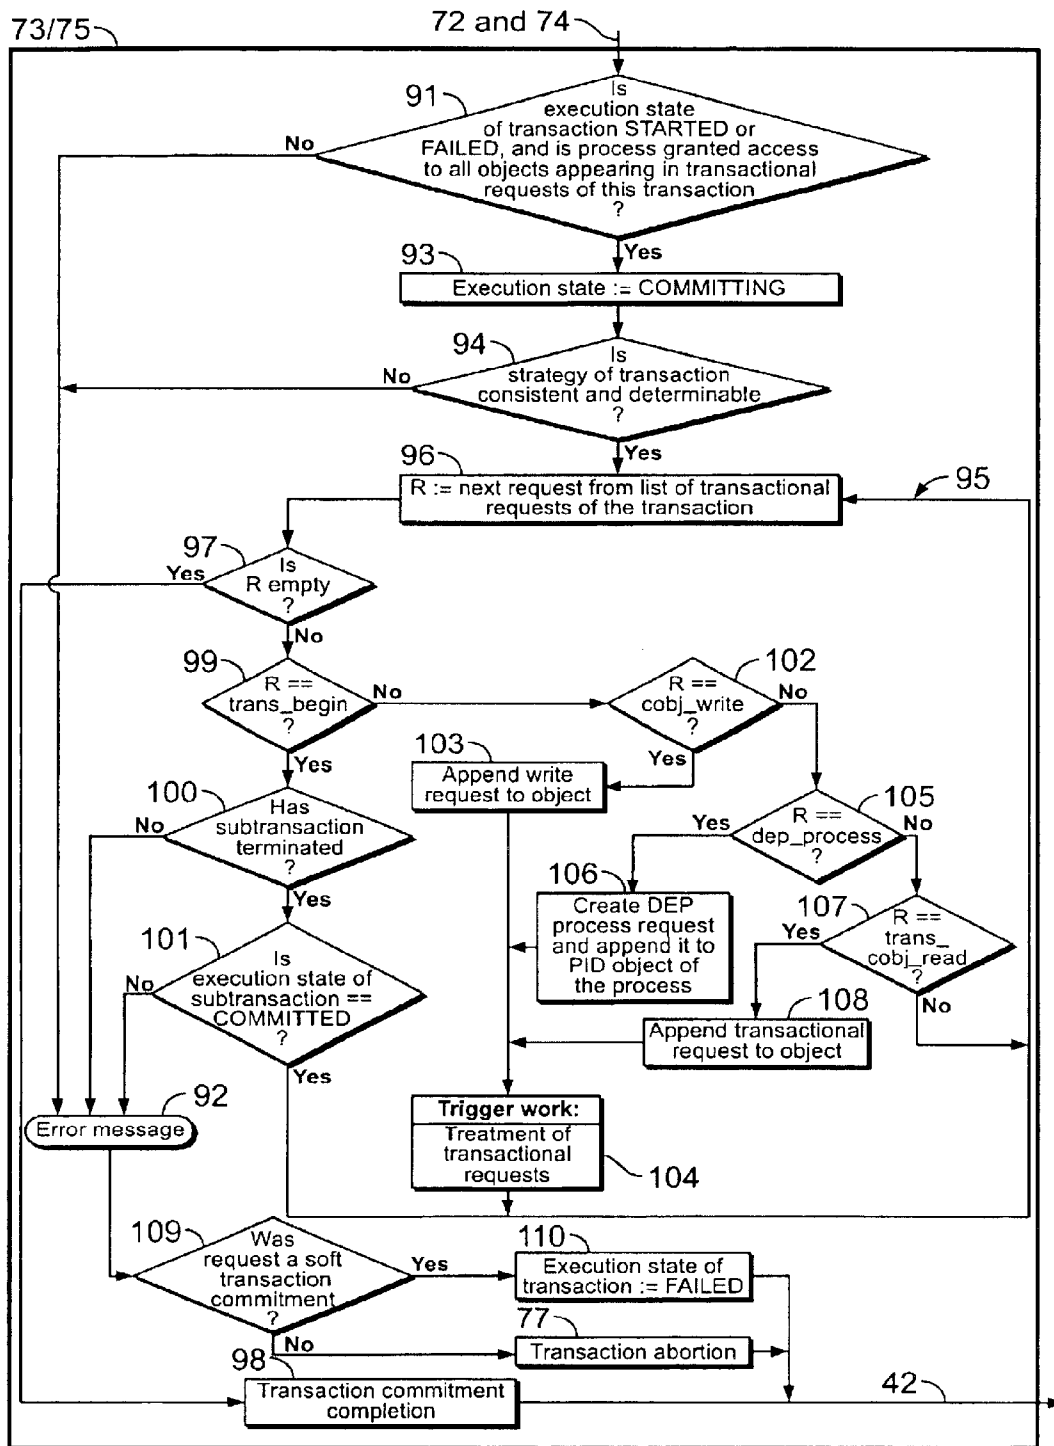 73/75
72 and 74
91
Is
execution state
of transaction STARTED or
FAILED, and is process granted access
to all objects appearing in transactional
requests of this transaction
?
No
Yes
93
Execution state := COMMITTING
94
Is
strategy of transaction
consistent and determinable
?
No
Yes
96
R := next request from list of transactional
requests of the transaction
95
97
Is
R empty
?
Yes
No
99
R ==
trans_begin
?
No
Yes
102
R ==
cobj_write
?
No
Yes
103
Append write
request to object
100
Has
subtransaction
terminated
?
No
Yes
105
R ==
dep_process
?
Yes
No
106
Create DEP
process request
and append it to
PID object of
the process
107
R ==
trans_
cobj_read
?
Yes
No
101
Is
execution state of
subtransaction ==
COMMITTED
?
No
Yes
108
Append transactional
request to object
92
Error message
Trigger work:
Treatment of
transactional
requests
104
109
Was
request a soft
transaction
commitment
?
Yes
No
110
Execution state of
transaction := FAILED
77
Transaction abortion
98
Transaction commitment
completion
42